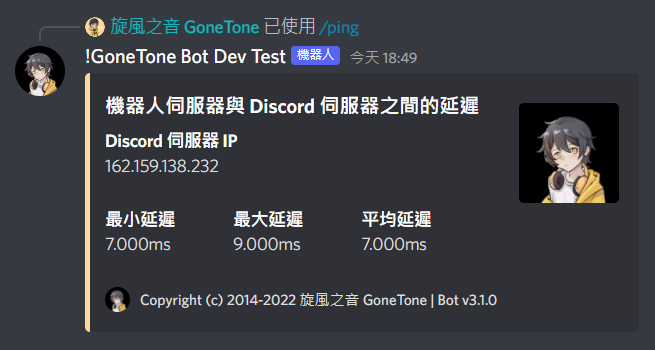 旋風之音 GoneTone 已使用 /ping
!GoneTone Bot Dev Test 機器人 今天 18:49
機器人伺服器與 Discord 伺服器之間的延遲
Discord 伺服器 IP
162.159.138.232
最小延遲 最大延遲 平均延遲
7.000ms 9.000ms 7.000ms
Copyright (c) 2014-2022 旋風之音 GoneTone | Bot v3.1.0